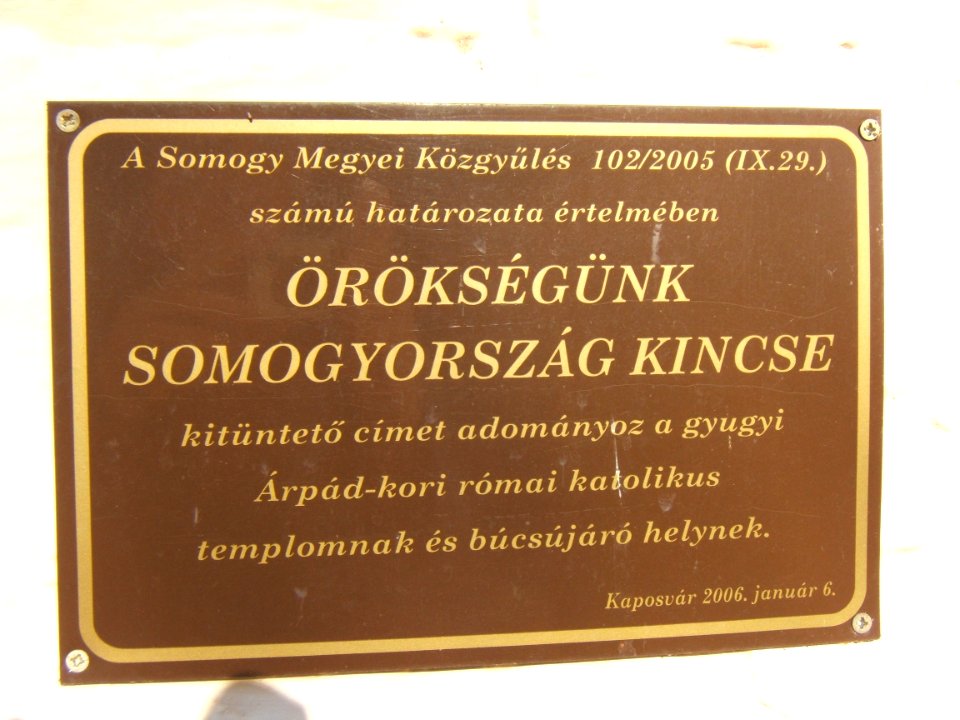 A Somogy Megyei Közgyűlés 102/2005 (IX.29.)
számú határozata értelmében
ÖRÖKSÉGÜNK
SOMOGYORSZÁG KINCSE
kitüntető címet adományoz a gyugyi
Árpád-kori római katolikus
templomnak és búcsújáró helynek.
Kaposvár 2006. január 6.